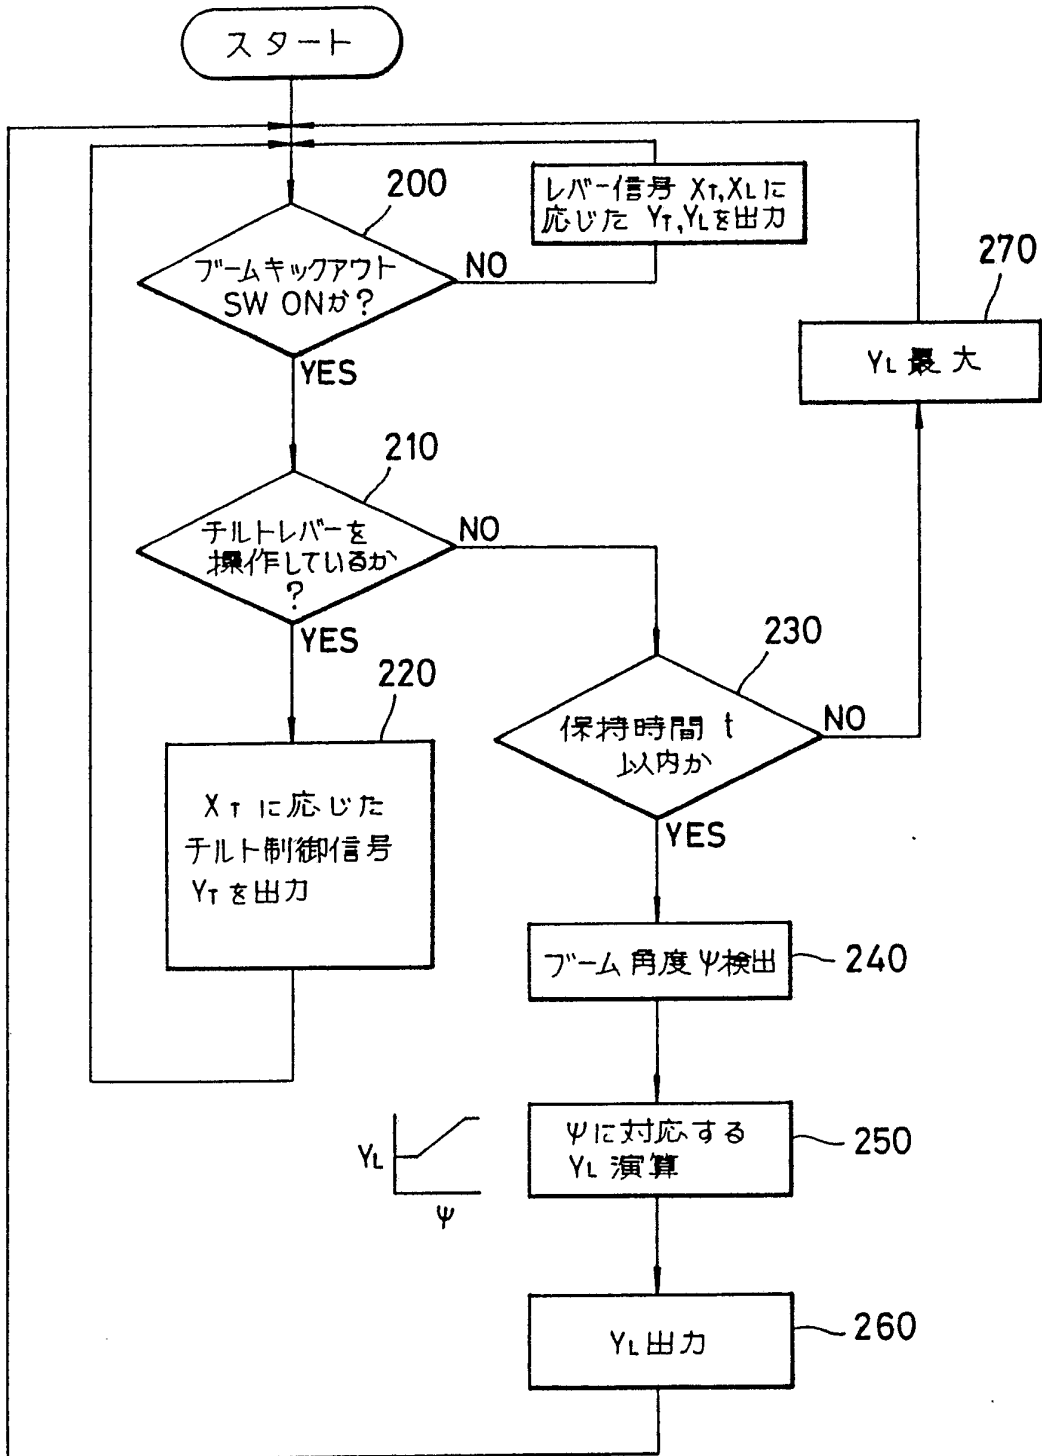 スタート
200
レバー信号 XT,XLに
応じた YT,YLを出力
ブームキックアウト
SW ONか?
NO
270
YL 最大
YES
210
チルトレバーを
操作しているか
?
NO
YES
220
230
保持時間 t
以内か
NO
XTに応じた
チルト制御信号
YTを出力
YES
ブーム角度 ψ検出
240
YL
ψ
ψに対応する
YL 演算
250
YL出力
260